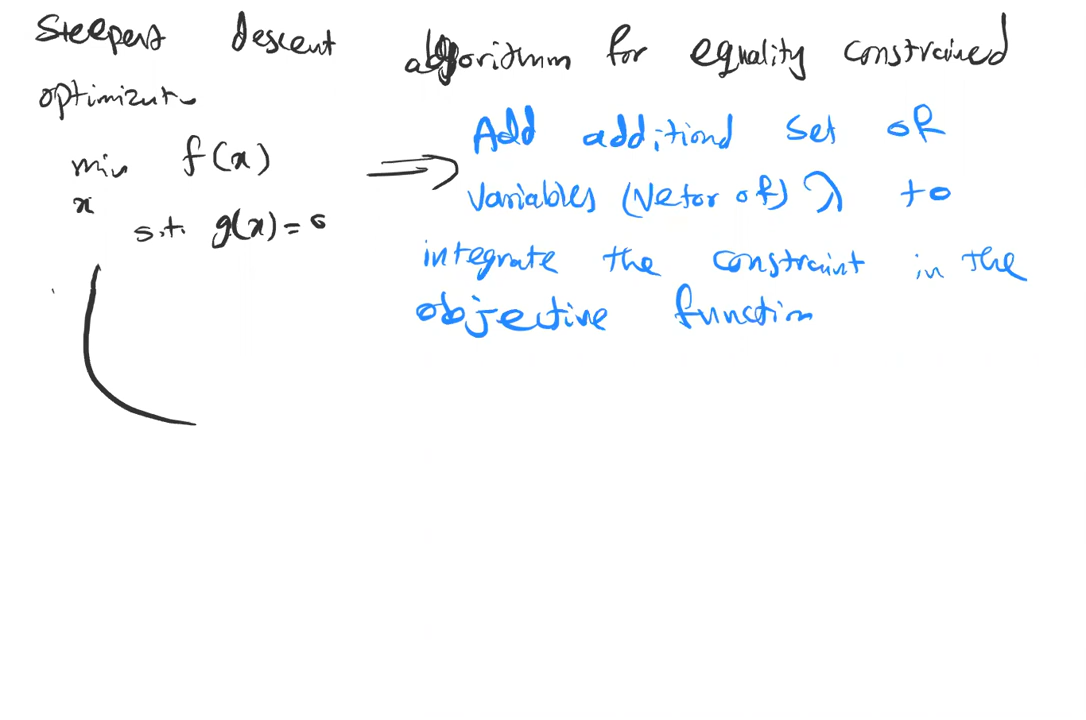 Steepest descent algorithm for equality constrained
optimizat
min f(x)
x
s.t. g(x)=0
⇒ Add additional set of
variables (Vector of) λ to
integrate the constraint in the
objective function